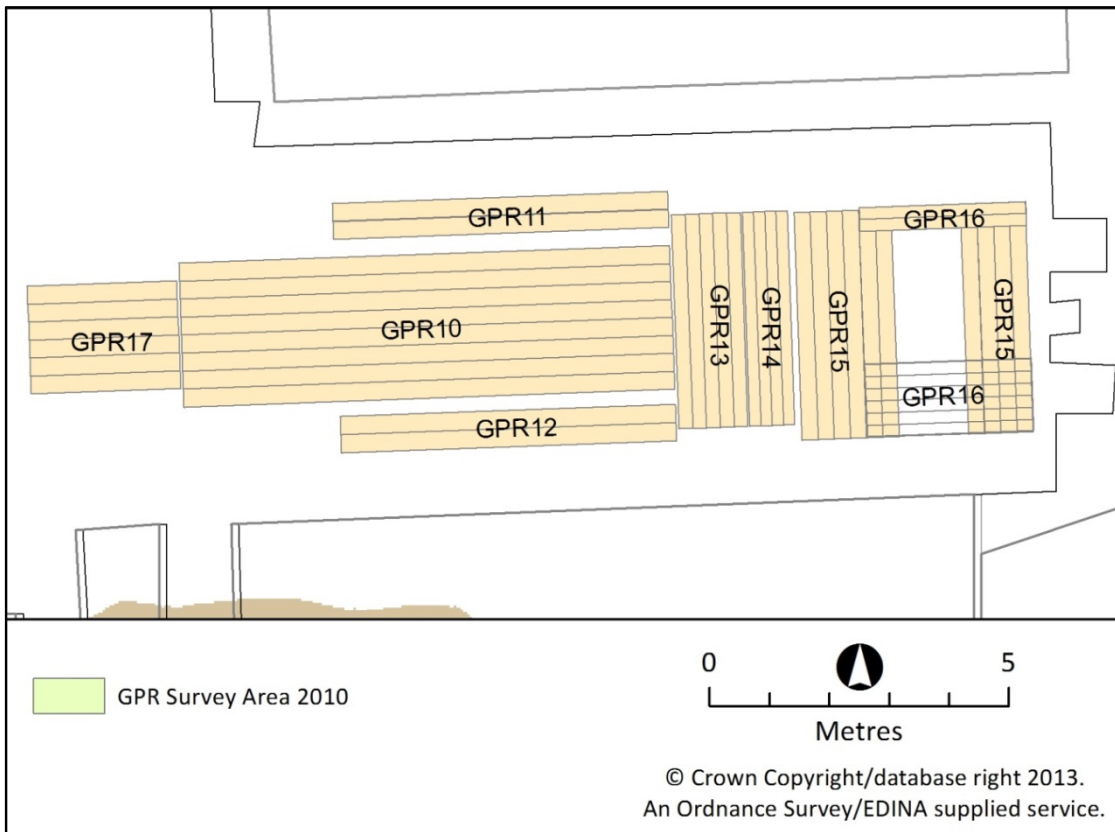 GPR11
GPR16
GPR17
GPR10
GPR13
GPR14
GPR15
GPR15
GPR16
GPR12
GPR Survey Area 2010
0 5
Metres
© Crown Copyright/database right 2013.
An Ordnance Survey/EDINA supplied service.